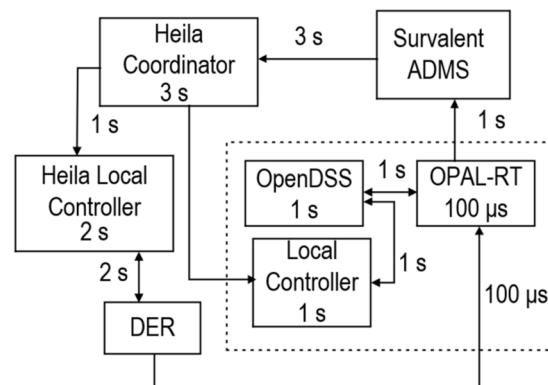 Heila
Coordinator
3 s
3 s
Survalent
ADMS
1 s
1 s
Heila Local
Controller
2 s
OpenDSS
1 s
1 s
OPAL-RT
100 µs
2 s
Local
Controller
1 s
1 s
100 µs
DER